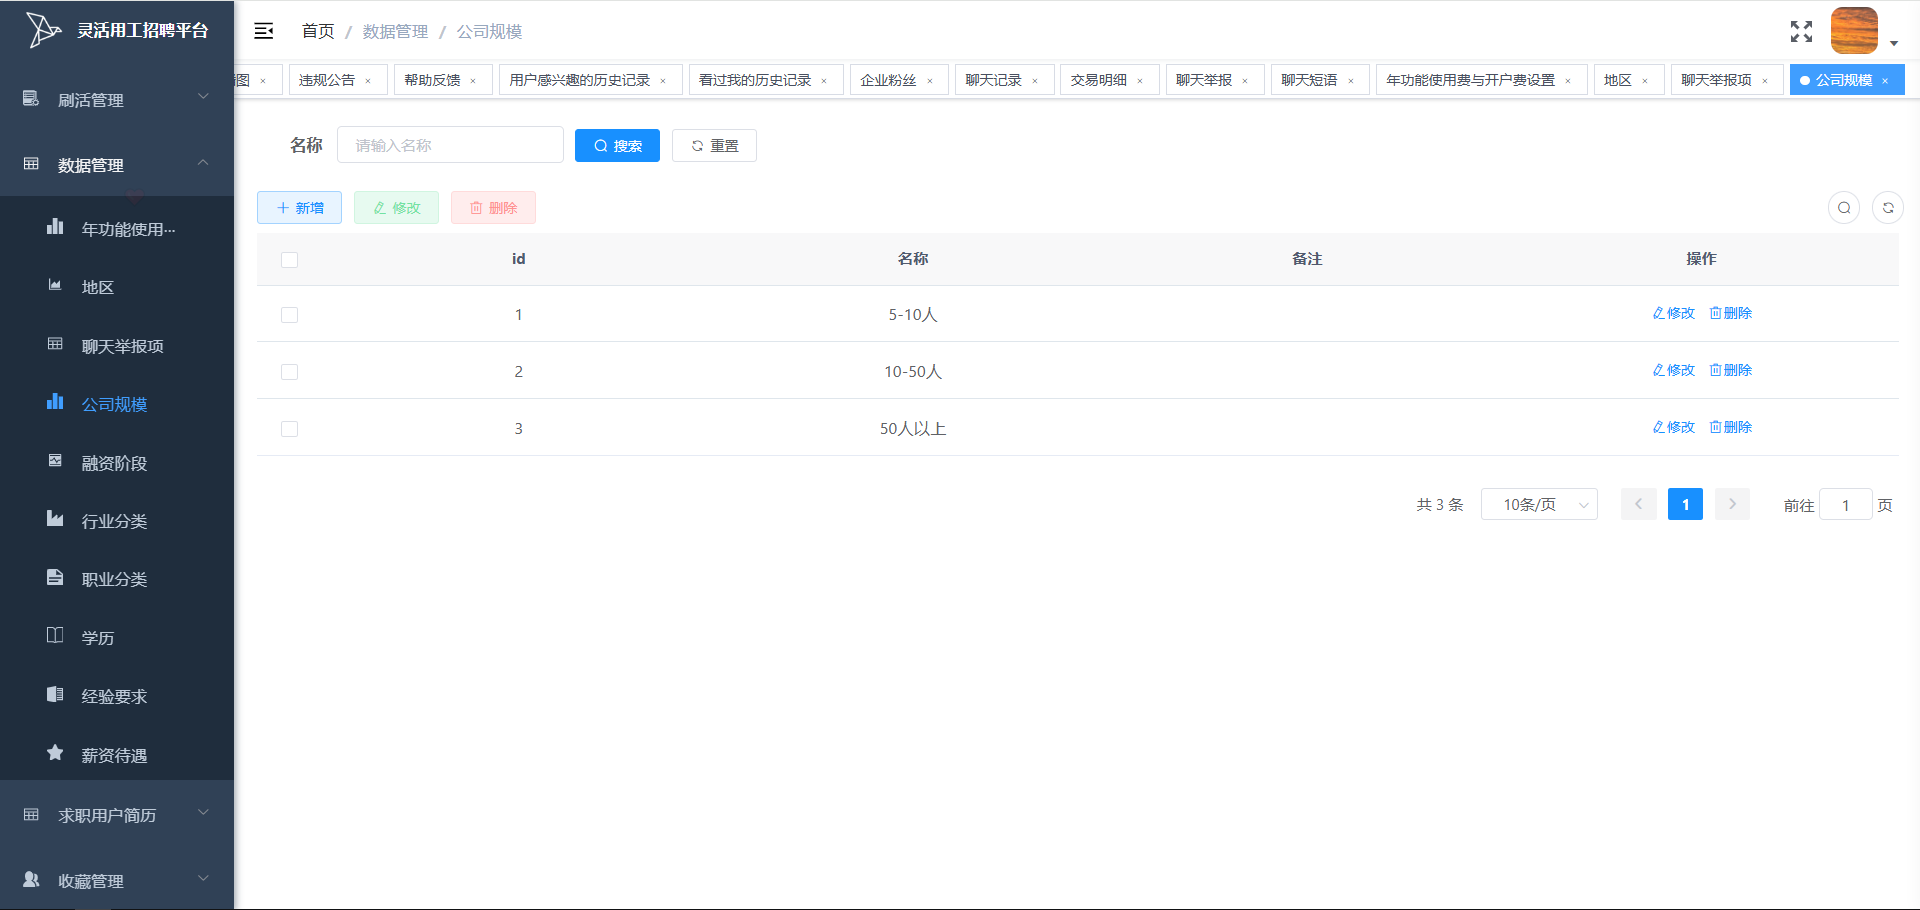 灵活用工招聘平台
刷活管理
数据管理
年功能使用···
地区
聊天举报项
公司规模
融资阶段
行业分类
职业分类
学历
经验要求
薪资待遇
求职用户简历
收藏管理
首页 / 数据管理 / 公司规模
图 × 违规公告 × 帮助反馈 × 用户感兴趣的历史记录 × 看过我的历史记录 × 企业粉丝 × 聊天记录 × 交易明细 × 聊天举报 × 聊天短语 × 年功能使用费与开户费设置 × 地区 × 聊天举报项 × 公司规模 ×
名称 请输入名称 搜索 重置
新增 修改 删除
id 名称 备注 操作
1 5-10人 修改 删除
2 10-50人 修改 删除
3 50人以上 修改 删除
共 3 条 10条/页 1 前往 1 页